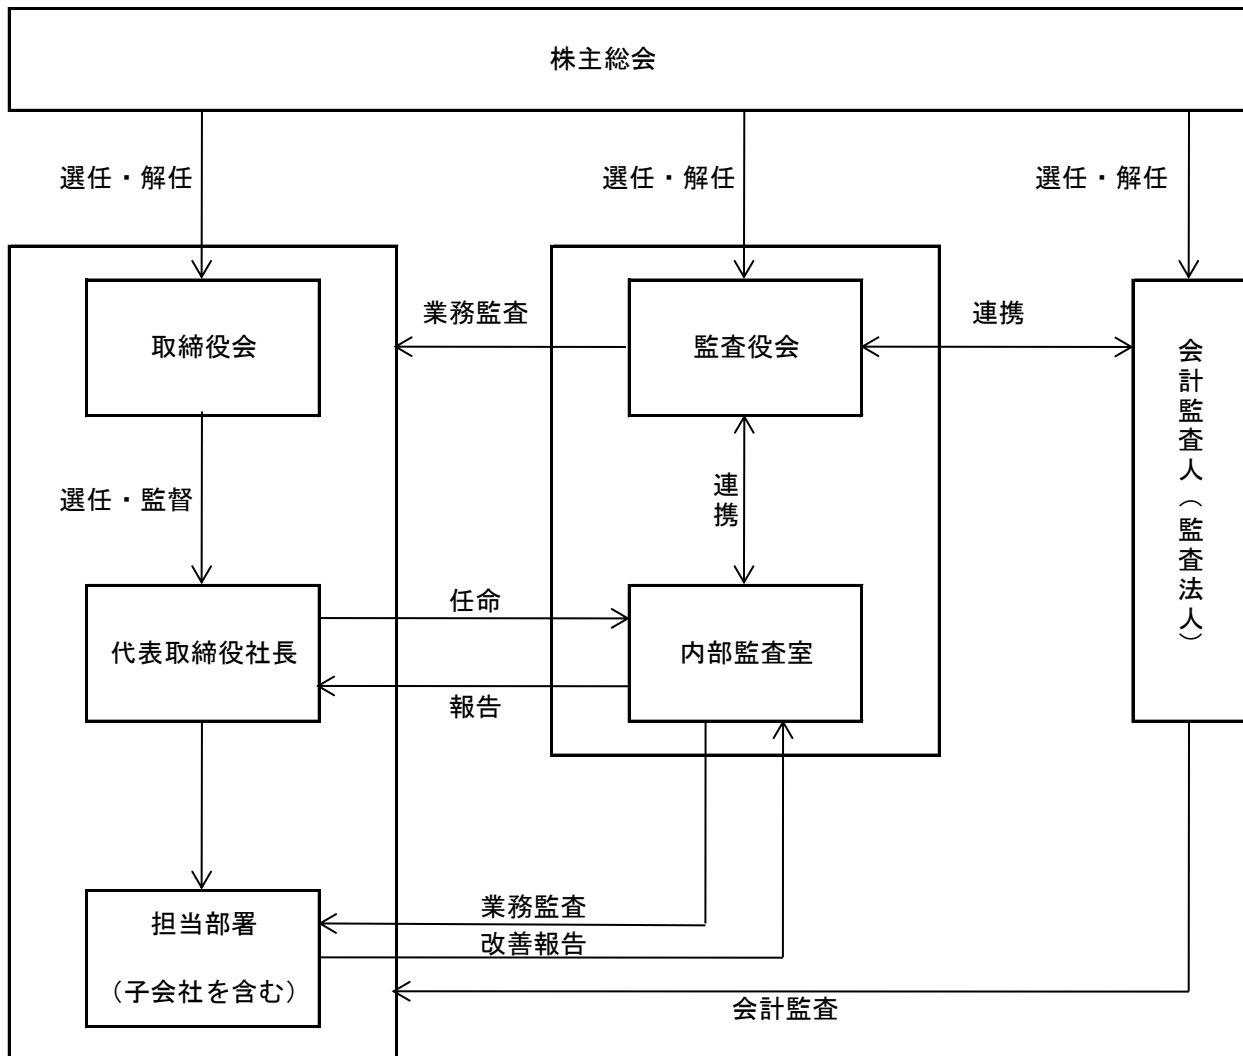 株主総会
選任・解任
選任・解任
選任・解任
取締役会
業務監査
監査役会
連携
会計監査人（監査法人）
選任・監督
連携
代表取締役社長
任命
報告
内部監査室
担当部署
（子会社を含む）
業務監査
改善報告
会計監査